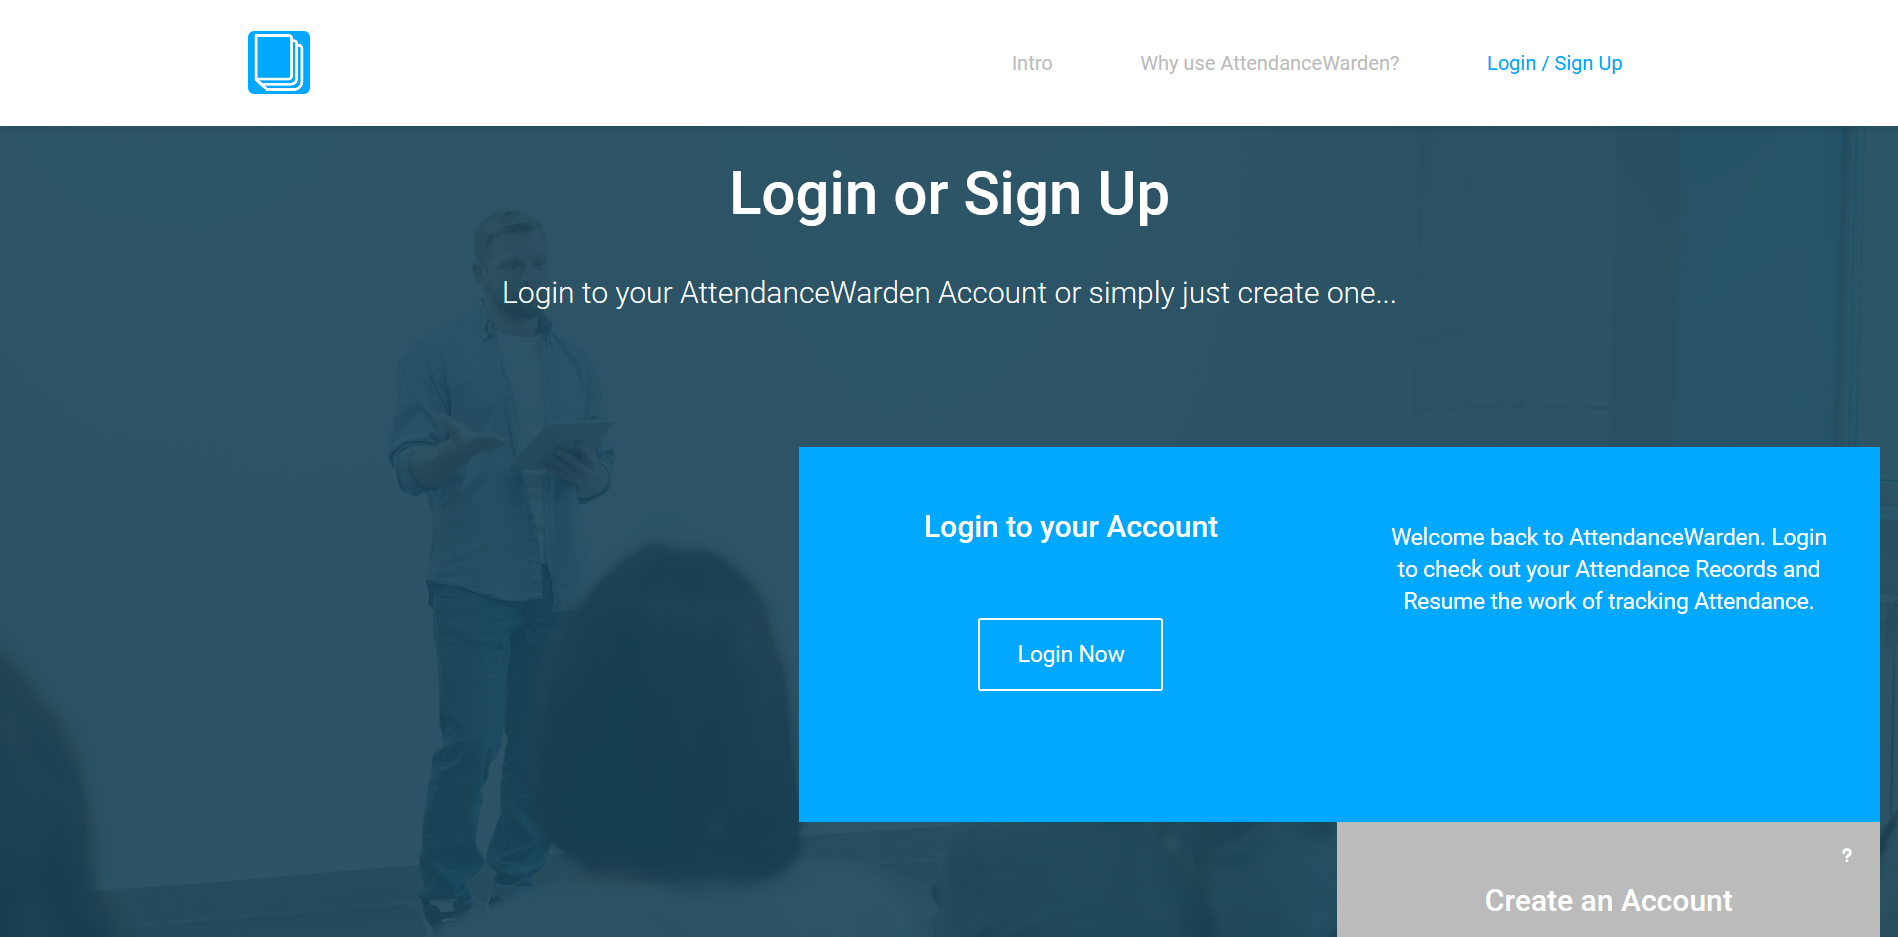 Intro
Why use AttendanceWarden?
Login / Sign Up
Login or Sign Up
Login to your AttendanceWarden Account or simply just create one...
Login to your Account
Login Now
Welcome back to AttendanceWarden. Login
to check out your Attendance Records and
Resume the work of tracking Attendance.
?
Create an Account